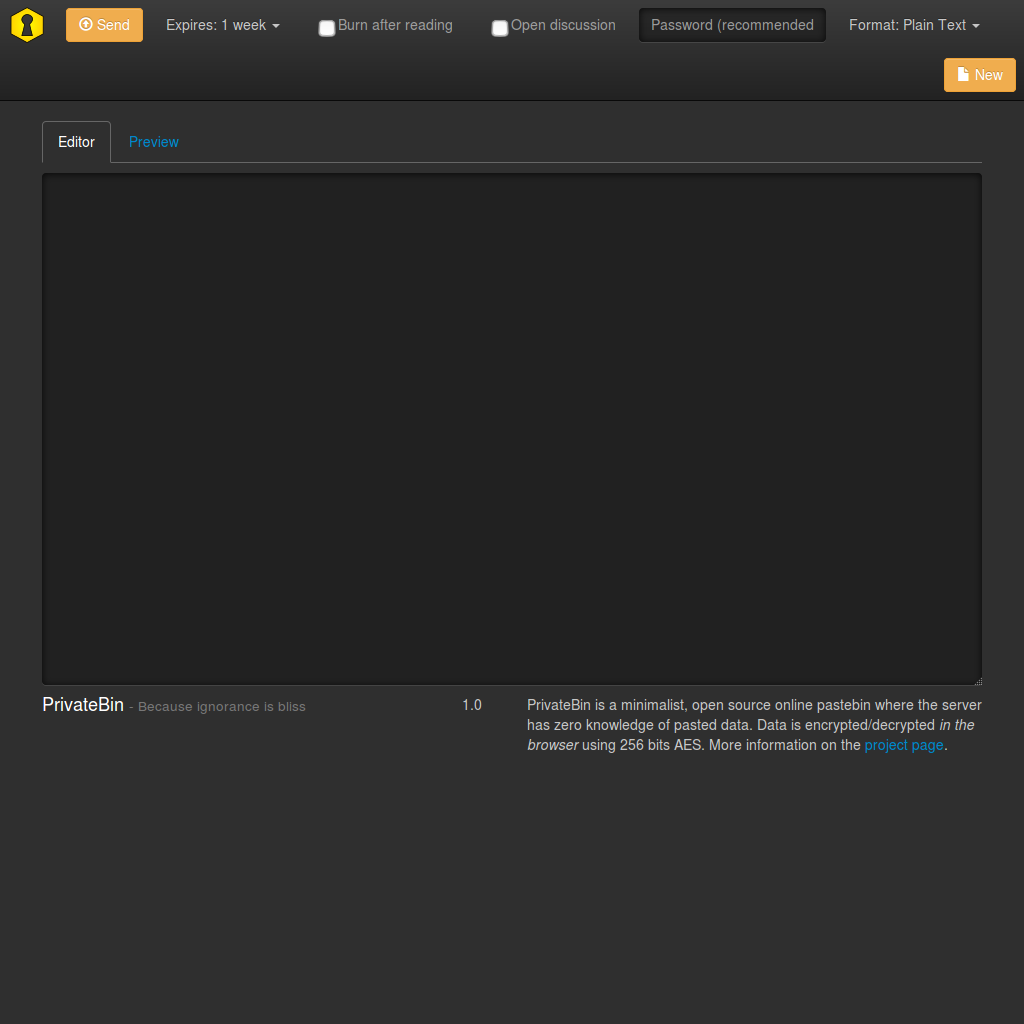 Send Expires: 1 week Burn after reading Open discussion Password (recommended Format: Plain Text
New
Editor Preview
PrivateBin - Because ignorance is bliss 1.0 PrivateBin is a minimalist, open source online pastebin where the server
has zero knowledge of pasted data. Data is encrypted/decrypted in the
browser using 256 bits AES. More information on the project page.